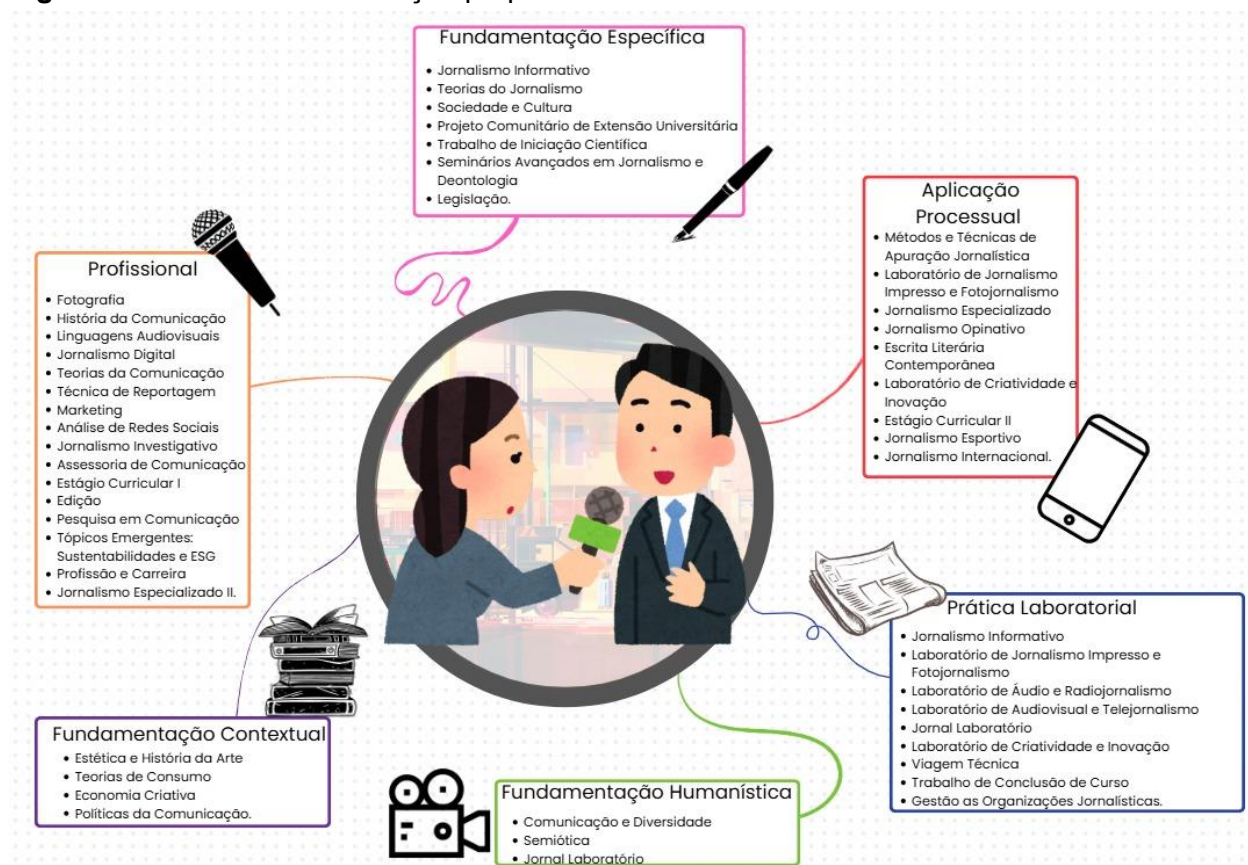 Fundamentação Específica
• Jornalismo Informativo
• Teorias do Jornalismo
• Sociedade e Cultura
• Projeto Comunitário de Extensão Universitária
• Trabalho de Iniciação Científica
• Seminários Avançados em Jornalismo e
Deontologia
• Legislação.
Aplicação
Processual
• Métodos e Técnicas de
Apuração Jornalística
• Laboratório de Jornalismo
Impresso e Fotojornalismo
• Jornalismo Especializado
• Jornalismo Opinativo
• Escrita Literária
Contemporânea
• Laboratório de Criatividade e
Inovação
• Estágio Curricular II
• Jornalismo Esportivo
• Jornalismo Internacional.
Profissional
• Fotografia
• História da Comunicação
• Linguagens Audiovisuais
• Jornalismo Digital
• Teorias da Comunicação
• Técnica de Reportagem
• Marketing
• Análise de Redes Sociais
• Jornalismo Investigativo
• Assessoria de Comunicação
• Estágio Curricular I
• Edição
• Pesquisa em Comunicação
• Tópicos Emergentes:
Sustentabilidades e ESG
• Profissão e Carreira
• Jornalismo Especializado II.
Prática Laboratorial
• Jornalismo Informativo
• Laboratório de Jornalismo Impresso e
Fotojornalismo
• Laboratório de Áudio e Radiojornalismo
• Laboratório de Audiovisual e Telejornalismo
• Jornal Laboratório
• Laboratório de Criatividade e Inovação
• Viagem Técnica
• Trabalho de Conclusão de Curso
• Gestão as Organizações Jornalísticas.
Fundamentação Contextual
• Estética e História da Arte
• Teorias de Consumo
• Economia Criativa
• Políticas da Comunicação.
Fundamentação Humanística
• Comunicação e Diversidade
• Semiótica
• Jornal Laboratório